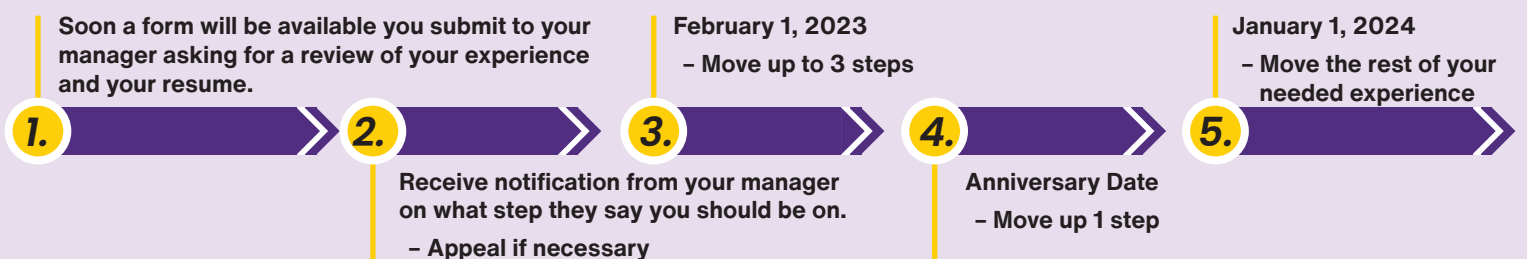 1.
Soon a form will be available you submit to your
manager asking for a review of your experience
and your resume.
2.
Receive notification from your manager
on what step they say you should be on.
– Appeal if necessary
3.
February 1, 2023
– Move up to 3 steps
4.
Anniversary Date
– Move up 1 step
5.
January 1, 2024
– Move the rest of your
needed experience